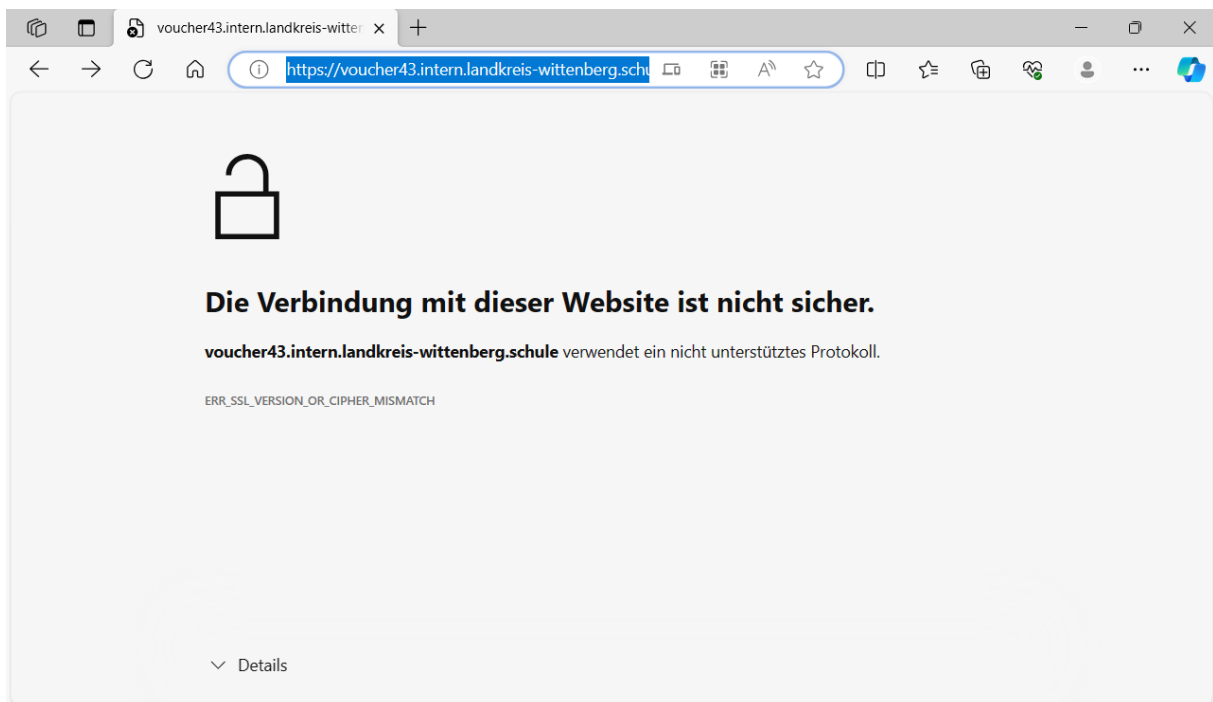 voucher43.intern.landkreis-witter
https://voucher43.intern.landkreis-wittenberg.schu
Die Verbindung mit dieser Website ist nicht sicher.
voucher43.intern.landkreis-wittenberg.schule verwendet ein nicht unterstütztes Protokoll.
ERR_SSL_VERSION_OR_CIPHER_MISMATCH
Details